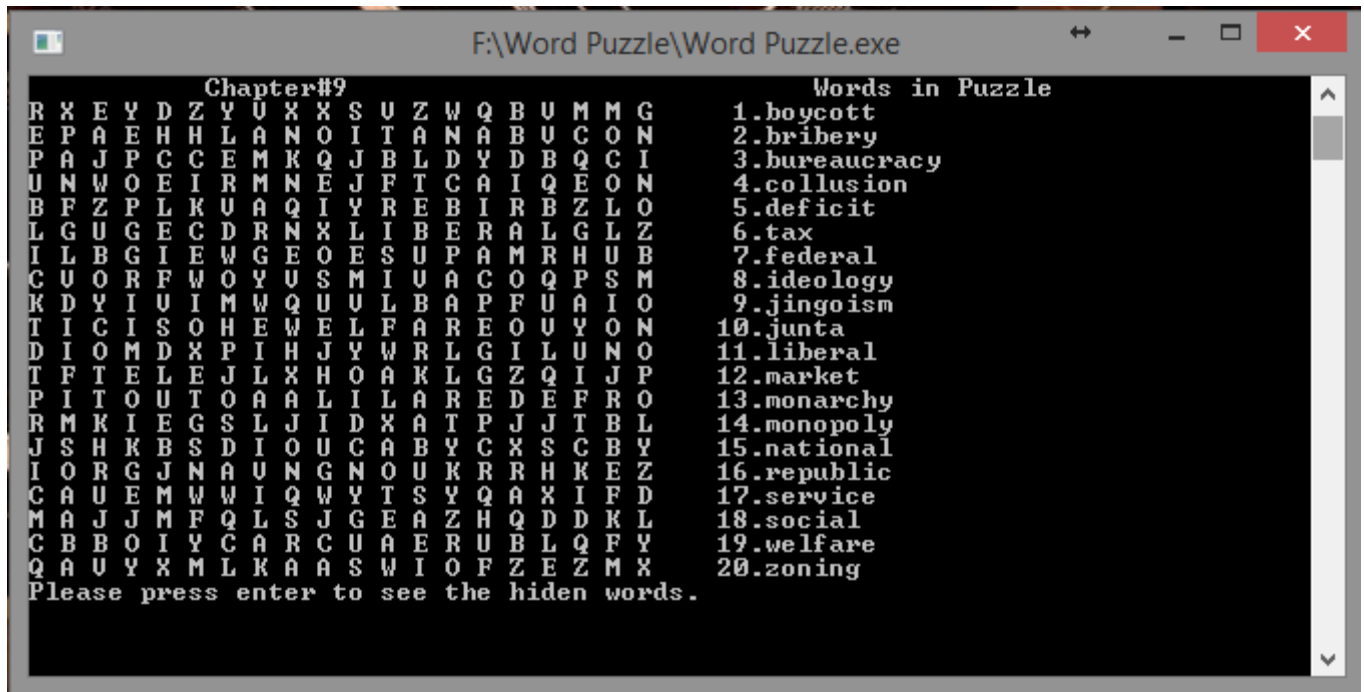 F:\Word Puzzle\Word Puzzle.exe
Chapter#9 Words in Puzzle
R X E Y D Z Y V X X S V Z W Q B V M M G 1.boycott
E P A E H H L A N O I T A N A B V C O N 2.bribery
P A J P C C E M K Q J B L D Y D B Q C I 3.bureaucracy
U N W O E I R M N E J F T C A I Q E O N 4.collusion
B F Z P L K V A Q I Y R E B I R B Z L O 5.deficit
L G U G E C D R N X L I B E R A L G L Z 6.tax
I L B G I E W G E O E S U P A M R H U B 7.federal
C V O R F W O Y V S M I V A C O Q P S M 8.ideology
K D Y I V I M W Q U V L B A P F U A I O 9.jingoism
T I C I S O H E W E L F A R E O V Y O N 10.junta
D I O M D X P I H J Y W R L G I L U N O 11.liberal
T F T E L E J L X H O A K L G Z Q I J P 12.market
P I T O U T O A A L I L A R E D E F R O 13.monarchy
R M K I E G S L J I D X A T P J J T B L 14.monopoly
J S H K B S D I O U C A B Y C X S C B Y 15.national
I O R G J N A V N G N O U K R R H K E Z 16.republic
C A U E M W W I Q W Y T S Y Q A X I F D 17.service
M A J J M F Q L S J G E A Z H Q D D K L 18.social
C B B O I Y C A R C U A E R U B L Q F Y 19.welfare
Q A V Y X M L K A A S W I O F Z E Z M X 20.zoning
Please press enter to see the hiden words.